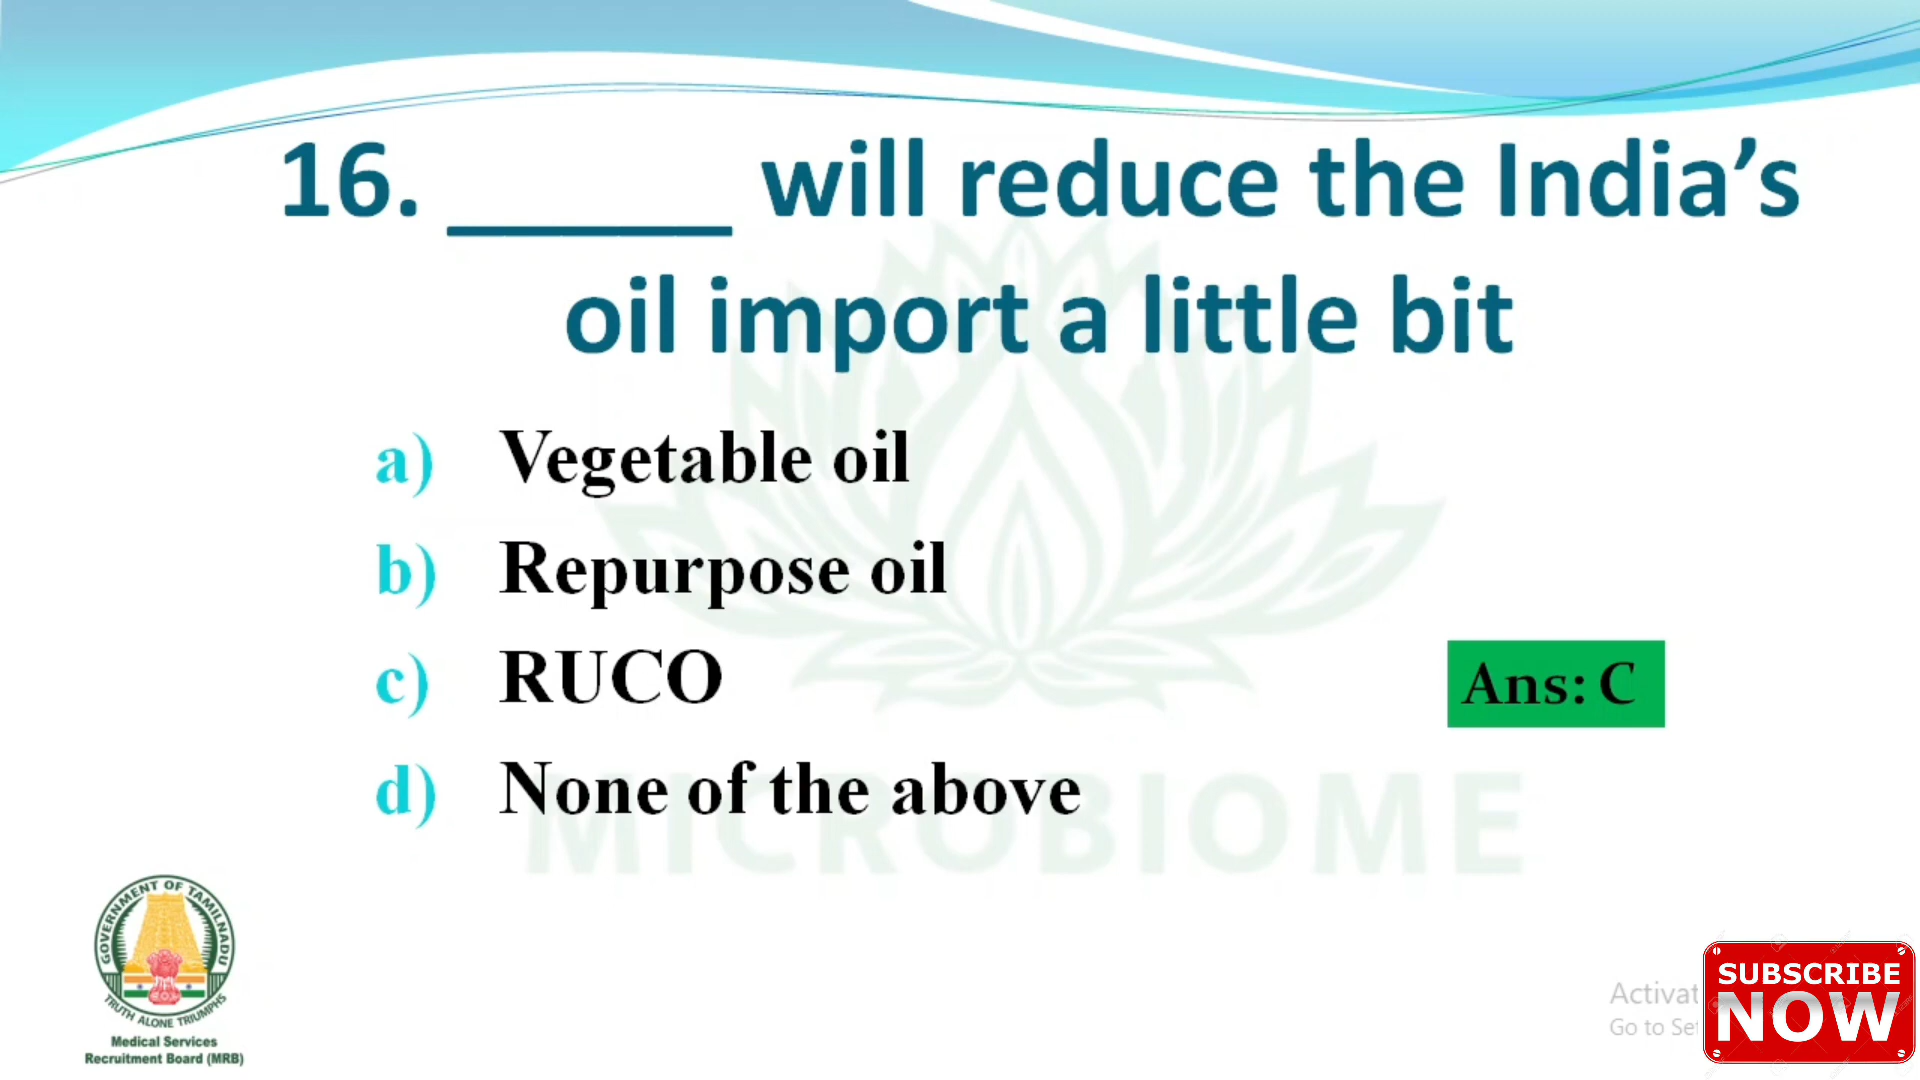 16. ______ will reduce the India’s
oil import a little bit
a) Vegetable oil
b) Repurpose oil
c) RUCO
Ans: C
d) None of the above
MICROBIOME
GOVERNMENT OF TAMILNADU
TRUTH ALONE TRIUMPHS
Medical Services
Recruitment Board (MRB)
Activat
Go to Set
SUBSCRIBE
NOW